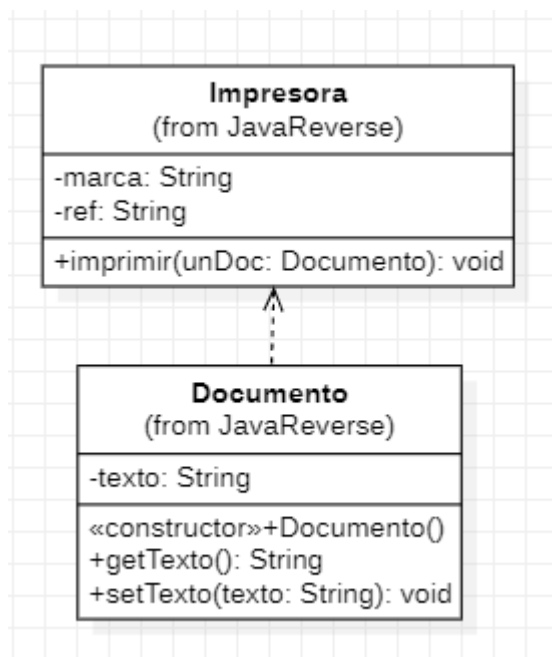 Impresora
(from JavaReverse)
-marca: String
-ref: String
+imprimir(unDoc: Documento): void
Documento
(from JavaReverse)
-texto: String
«constructor»+Documento()
+getTexto(): String
+setTexto(texto: String): void